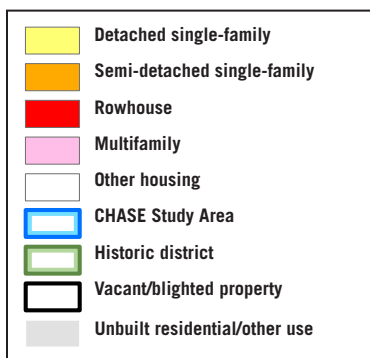 Detached single-family
Semi-detached single-family
Rowhouse
Multifamily
Other housing
CHASE Study Area
Historic district
Vacant/blighted property
Unbuilt residential/other use